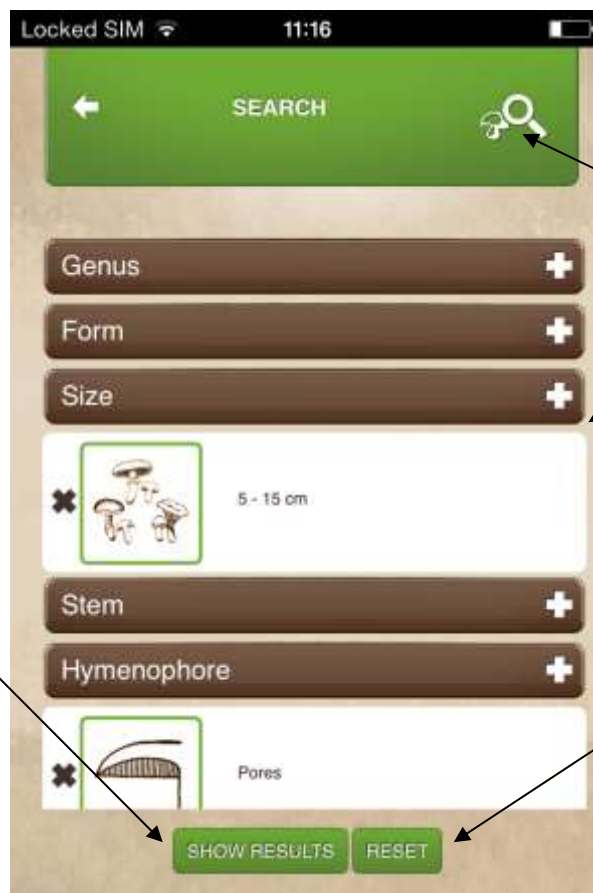 Locked SIM 11:16
SEARCH
Genus
Form
Size
5 - 15 cm
Stem
Hymenophore
Pores
SHOW RESULTS RESET